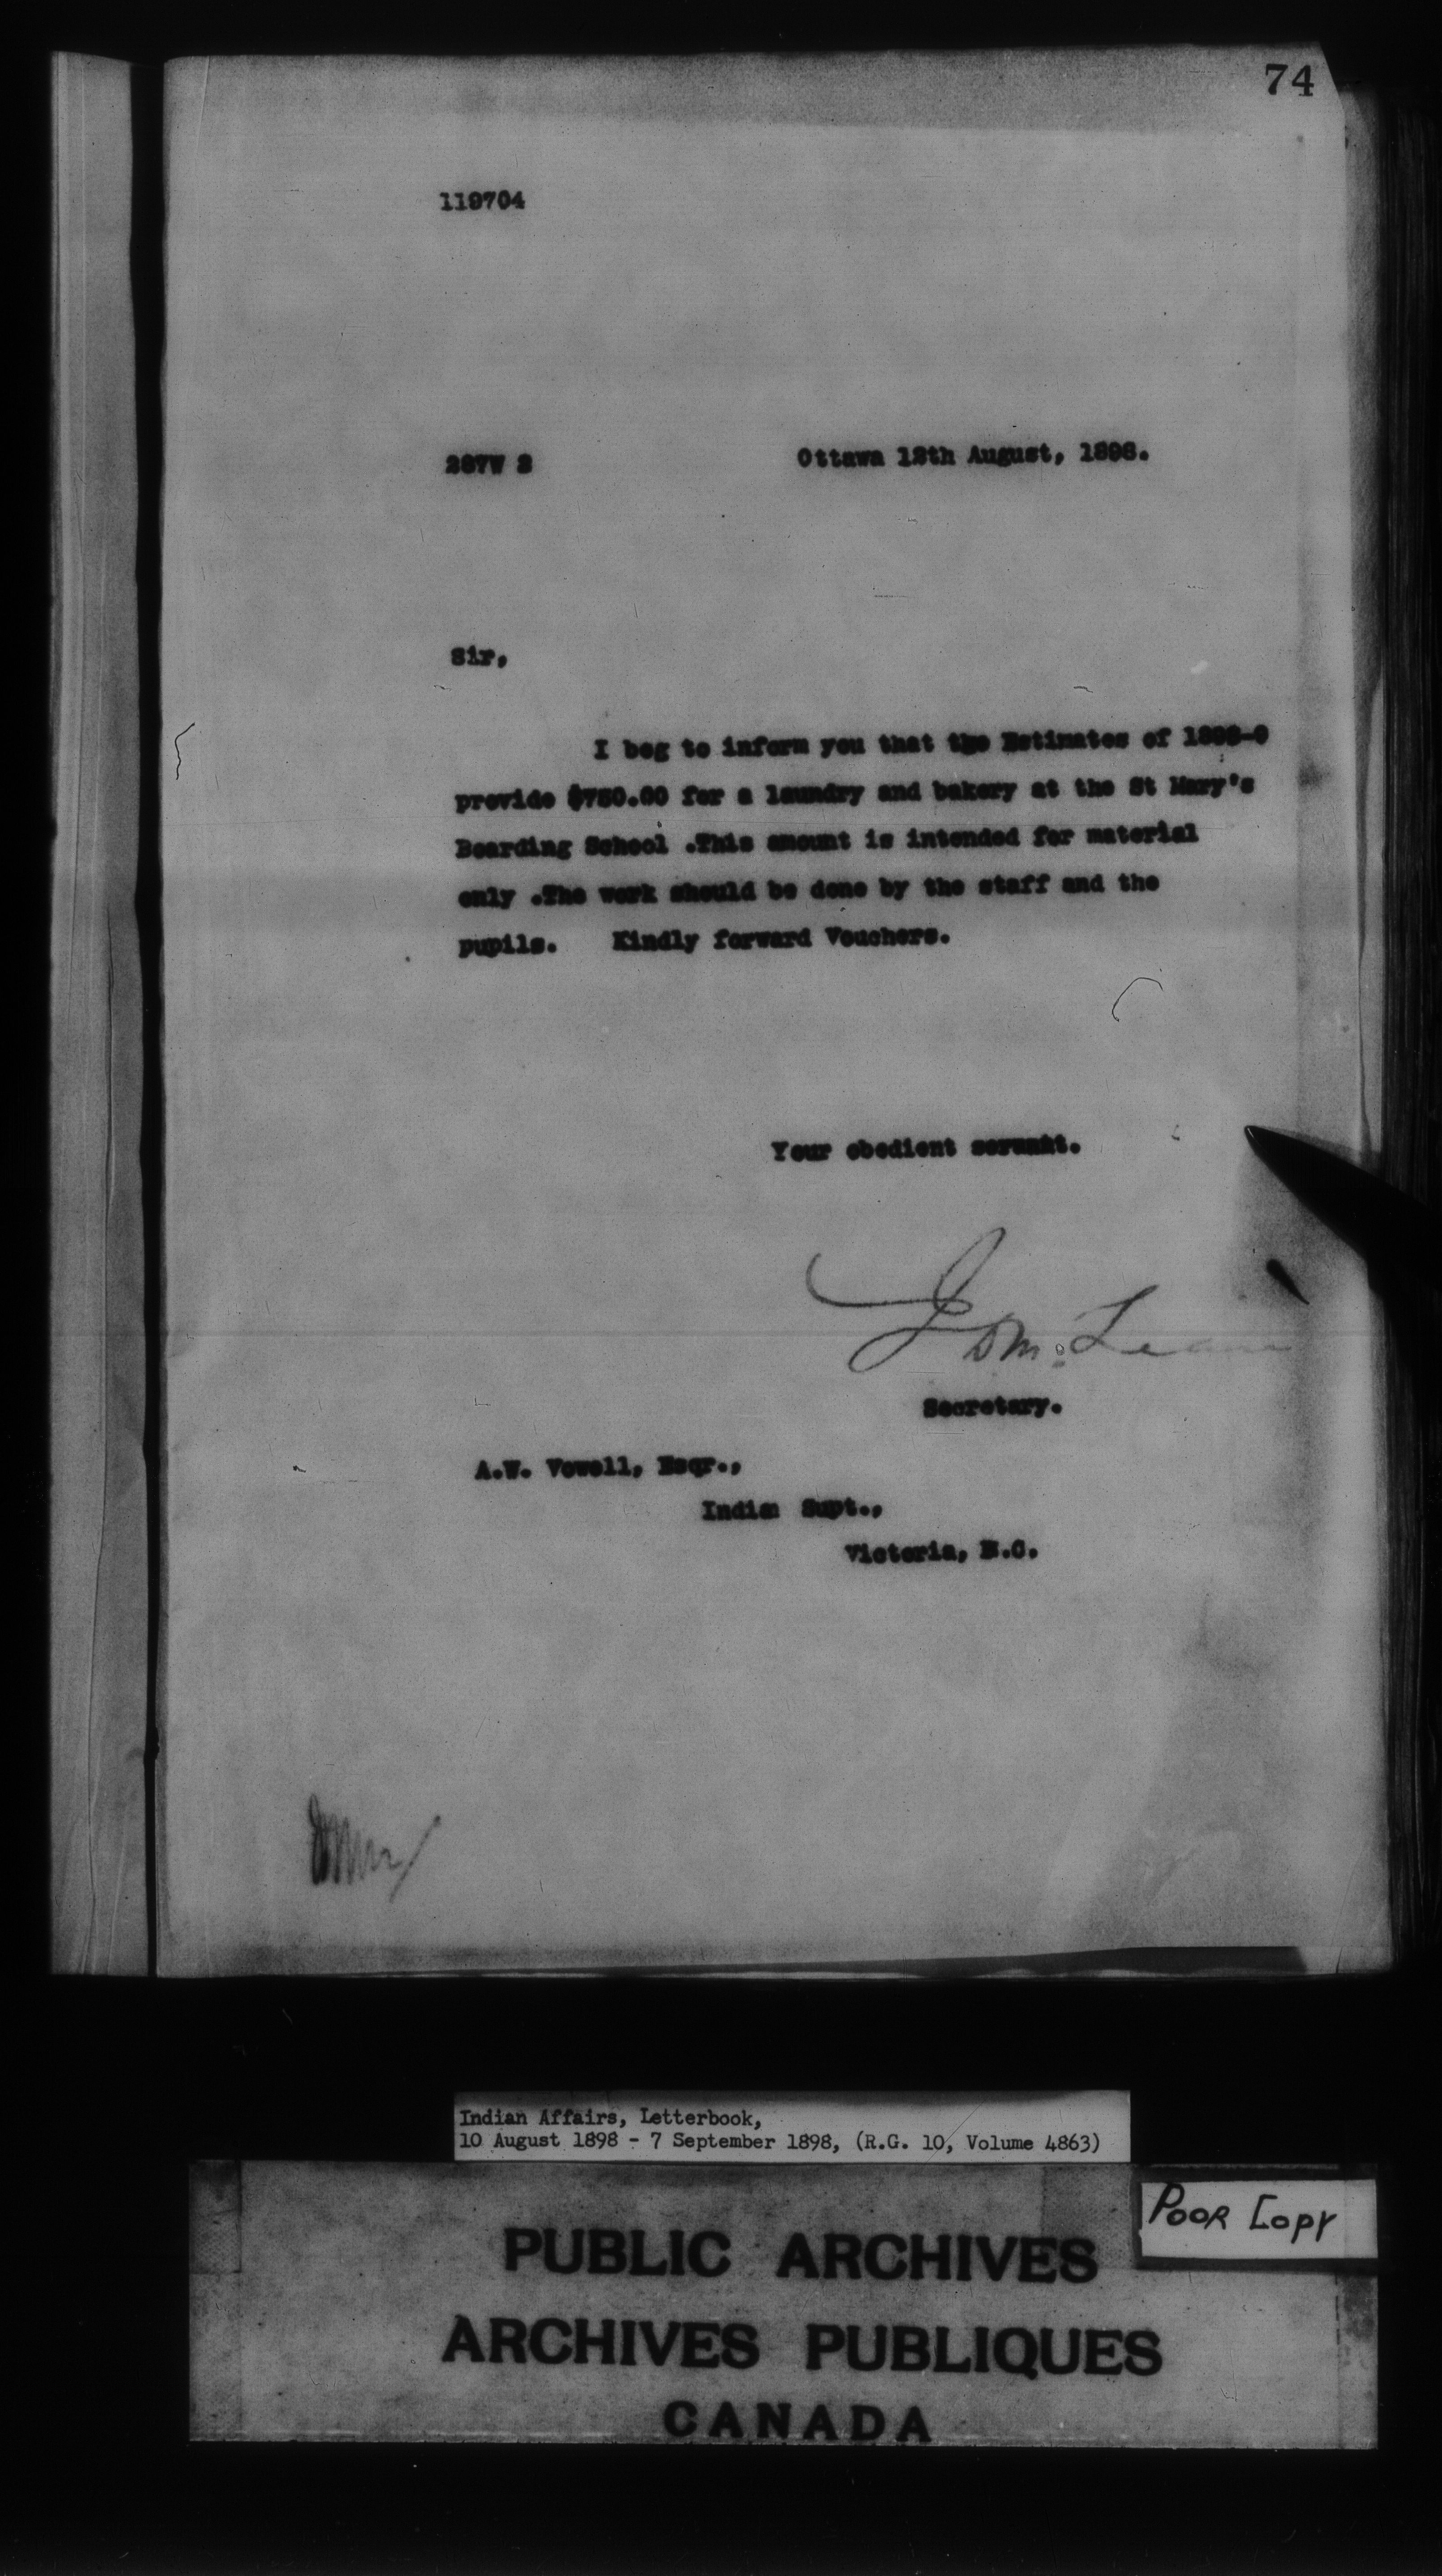 74
119704
Ottawa 12th August, 1898.
Sir,
I beg to inform you that the Estimates of 1898-9
provide $750.00 for a laundry and bakery at the St Mary's
Boarding School .This amount is intended for material
only .The work should be done by the staff and the
pupils. Kindly forward Vouchers.
Your obedient servant.
J D McLean
Secretary.
A.W. Vowell, Esqr.,
Indian Supt.,
Victoria, B.C.
Indian Affairs, Letterbook,
10 August 1898 - 7 September 1898, (R.G. 10, Volume 4863)
POOR COPY
PUBLIC ARCHIVES
ARCHIVES PUBLIQUES
CANADA